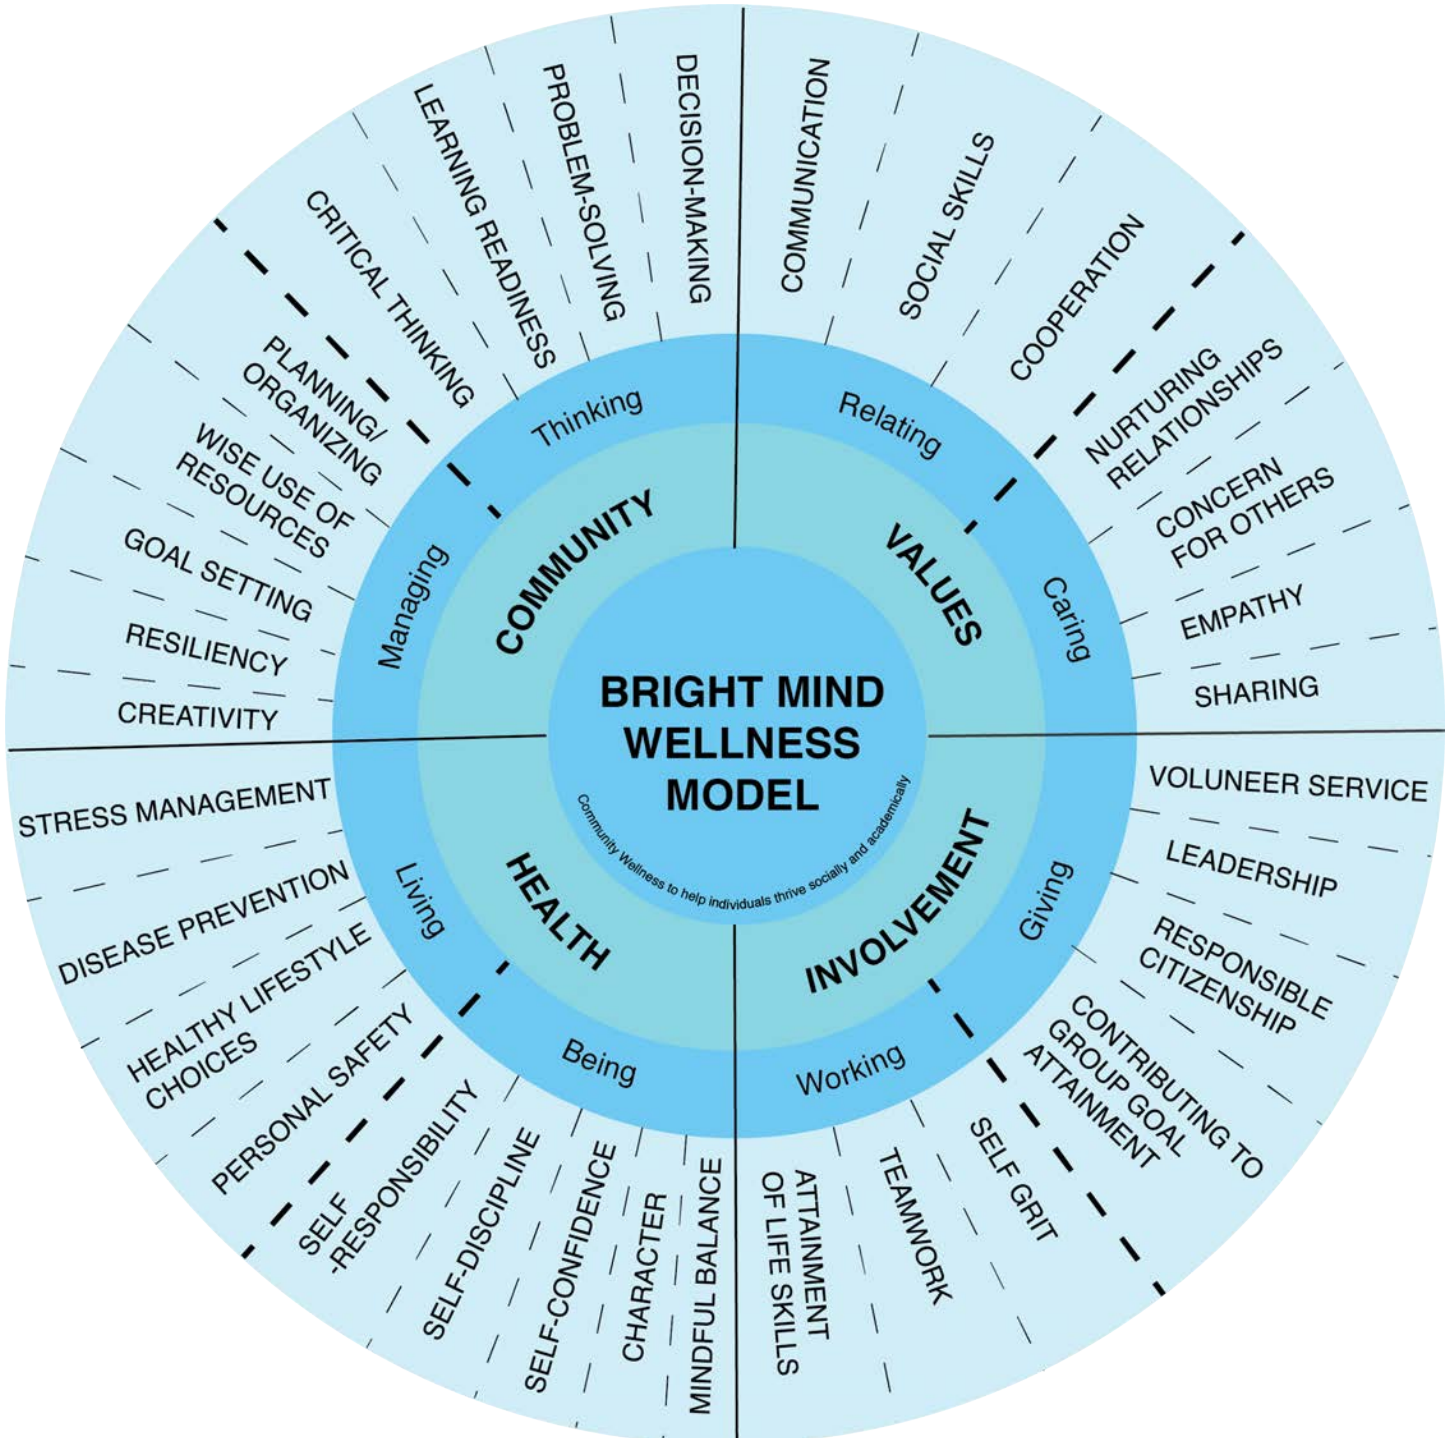 BRIGHT MIND
WELLNESS
MODEL
Community Wellness to help individuals thrive socially and academically
COMMUNITY
VALUES
INVOLVEMENT
HEALTH
Thinking
Relating
Caring
Giving
Working
Being
Living
Managing
COMMUNICATION
SOCIAL SKILLS
COOPERATION
NURTURING
RELATIONSHIPS
CONCERN
FOR OTHERS
EMPATHY
SHARING
VOLUNEER SERVICE
LEADERSHIP
RESPONSIBLE
CITIZENSHIP
CONTRIBUTING TO
GROUP GOAL
ATTAINMENT
SELF GRIT
TEAMWORK
ATTAINMENT
OF LIFE SKILLS
MINDFUL BALANCE
CHARACTER
SELF-CONFIDENCE
SELF-DISCIPLINE
SELF
-RESPONSIBILITY
PERSONAL SAFETY
HEALTHY LIFESTYLE
CHOICES
DISEASE PREVENTION
STRESS MANAGEMENT
CREATIVITY
RESILIENCY
GOAL SETTING
WISE USE OF
RESOURCES
PLANNING/
ORGANIZING
CRITICAL THINKING
LEARNING READINESS
PROBLEM-SOLVING
DECISION-MAKING